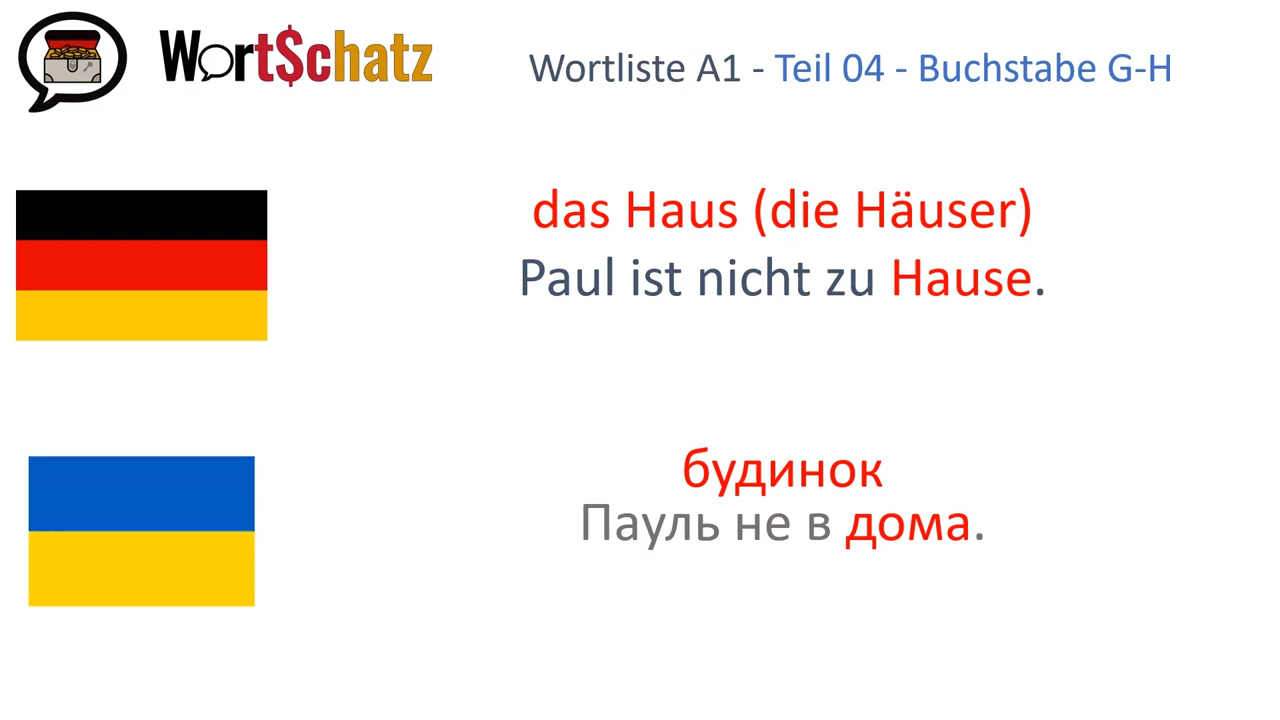 Wort$chatz
Wortliste A1 - Teil 04 - Buchstabe G-H
das Haus (die Häuser)
Paul ist nicht zu Hause.
будинок
Пауль не в дома.